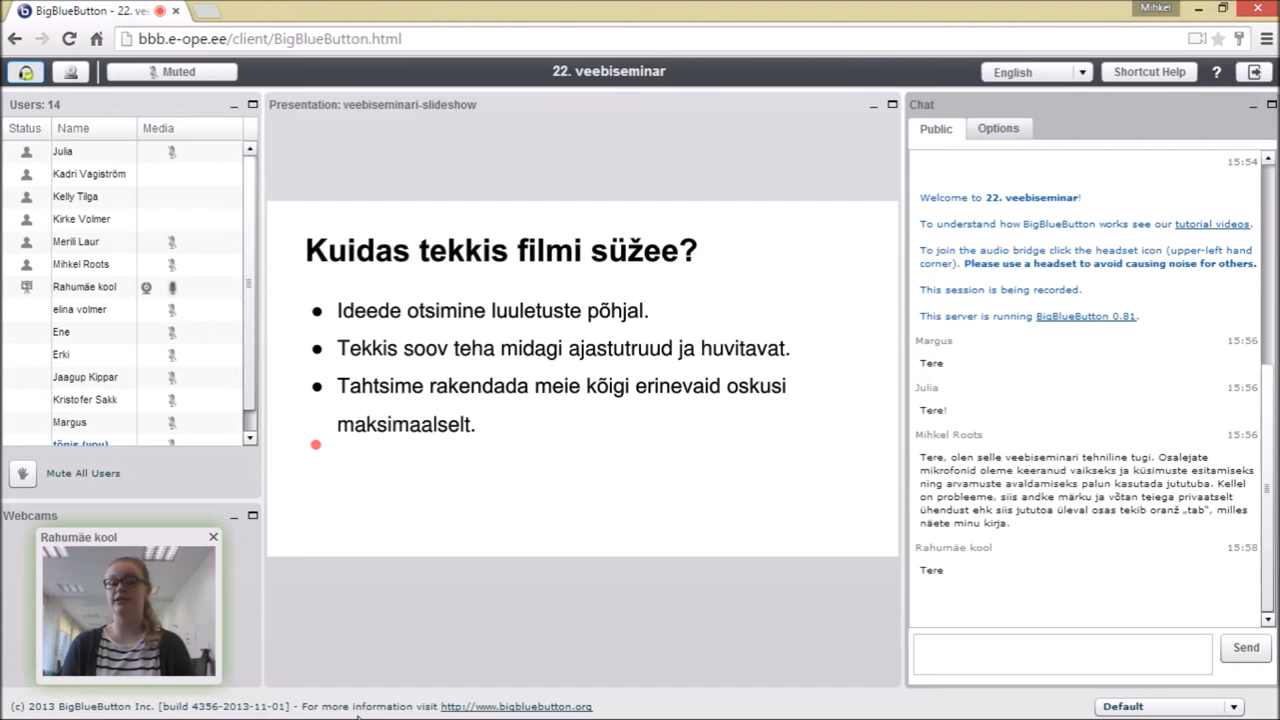 BigBlueButton - 22. ve
Mihkel
bbb.e-ope.ee/client/BigBlueButton.html
Muted
22. veebiseminar
English
Shortcut Help
?
Users: 14
Status Name Media
Julia
Kadri Vagiström
Kelly Tilga
Kirke Volmer
Merili Laur
Mihkel Roots
Rahumäe kool
elina volmer
Ene
Erki
Jaagup Kippar
Kristofer Sakk
Margus
tõnis (you)
Mute All Users
Webcams
Rahumäe kool
Presentation: veebiseminari-slideshow
Kuidas tekkis filmi süžee?
● Ideede otsimine luuletuste põhjal.
● Tekkis soov teha midagi ajastutruud ja huvitavat.
● Tahtsime rakendada meie kõigi erinevaid oskusi
maksimaalselt.
Chat
Public Options
15:54
Welcome to 22. veebiseminar!
To understand how BigBlueButton works see our tutorial videos.
To join the audio bridge click the headset icon (upper-left hand
corner). Please use a headset to avoid causing noise for others.
This session is being recorded.
This server is running BigBlueButton 0.81.
Margus 15:56
Tere
Julia 15:56
Tere!
Mihkel Roots 15:56
Tere, olen selle veebiseminari tehniline tugi. Osalejate
mikrofonid oleme keeranud vaikseks ja küsimuste esitamiseks
ning arvamuste avaldamiseks palun kasutada jututuba. Kellel
on probleeme, siis andke märku ja võtan teiega privaatselt
ühendust ehk siis jututoa üleval osas tekib oranž „tab“, milles
näete minu kirja.
Rahumäe kool 15:58
Tere
Send
(c) 2013 BigBlueButton Inc. [build 4356-2013-11-01] - For more information visit http://www.bigbluebutton.org
Default